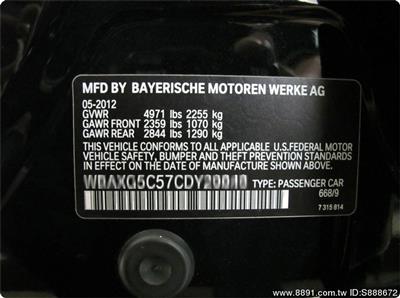 MFD BY BAYERISCHE MOTOREN WERKE AG
05-2012
GVWR 4971 lbs 2255 kg
GAWR FRONT 2359 lbs 1070 kg
GAWR REAR 2844 lbs 1290 kg
THIS VEHICLE CONFORMS TO ALL APPLICABLE U.S.FEDERAL MOTOR
VEHICLE SAFETY, BUMPER, AND THEFT PREVENTION STANDARDS
IN EFFECT ON THE DATE OF MANUFACTURE SHOWN ABOVE.
TYPE: PASSENGER CAR
668/9
7 315 814
www.8891.com.tw ID:S888672